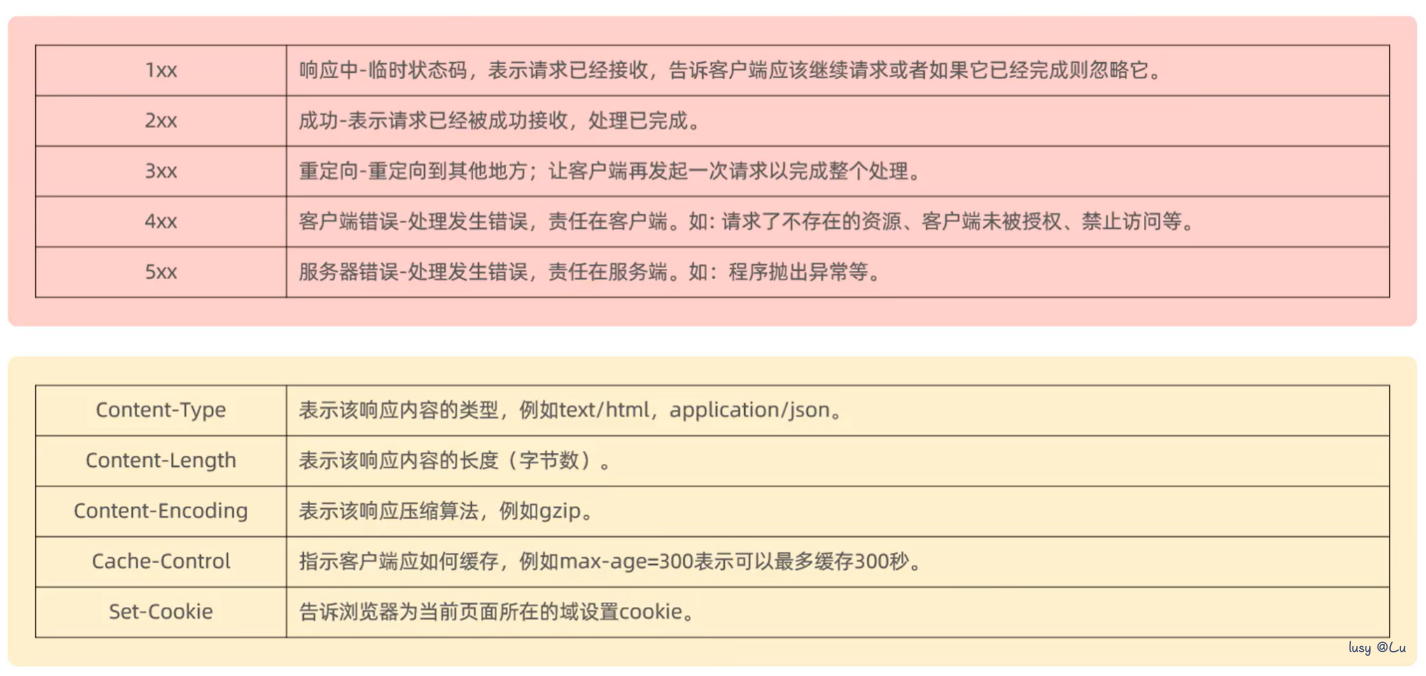 1xx 响应中-临时状态码，表示请求已经接收，告诉客户端应该继续请求或者如果它已经完成则忽略它。
2xx 成功-表示请求已经被成功接收，处理已完成。
3xx 重定向-重定向到其他地方；让客户端再发起一次请求以完成整个处理。
4xx 客户端错误-处理发生错误，责任在客户端。如：请求了不存在的资源、客户端未被授权、禁止访问等。
5xx 服务器错误-处理发生错误，责任在服务端。如：程序抛出异常等。
Content-Type 表示该响应内容的类型，例如text/html，application/json。
Content-Length 表示该响应内容的长度（字节数）。
Content-Encoding 表示该响应压缩算法，例如gzip。
Cache-Control 指示客户端应如何缓存，例如max-age=300表示可以最多缓存300秒。
Set-Cookie 告诉浏览器为当前页面所在的域设置cookie。
lusy @Lu